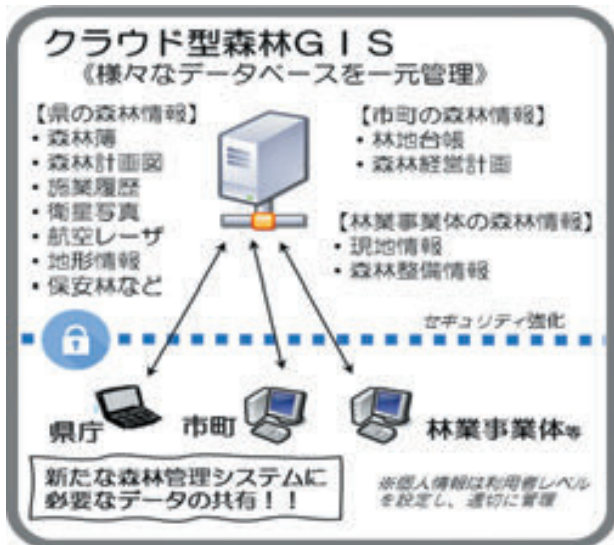 クラウド型森林GIS
《様々なデータベースを一元管理》
【県の森林情報】
・森林簿
・森林計画図
・施業履歴
・衛星写真
・航空レーザ
・地形情報
・保安林など
【市町の森林情報】
・林地台帳
・森林経営計画
【林業事業体の森林情報】
・現地情報
・森林整備情報
セキュリティ強化
県庁
市町
林業事業体等
新たな森林管理システムに
必要なデータの共有!!
※個人情報は利用者レベル
を設定し、適切に管理